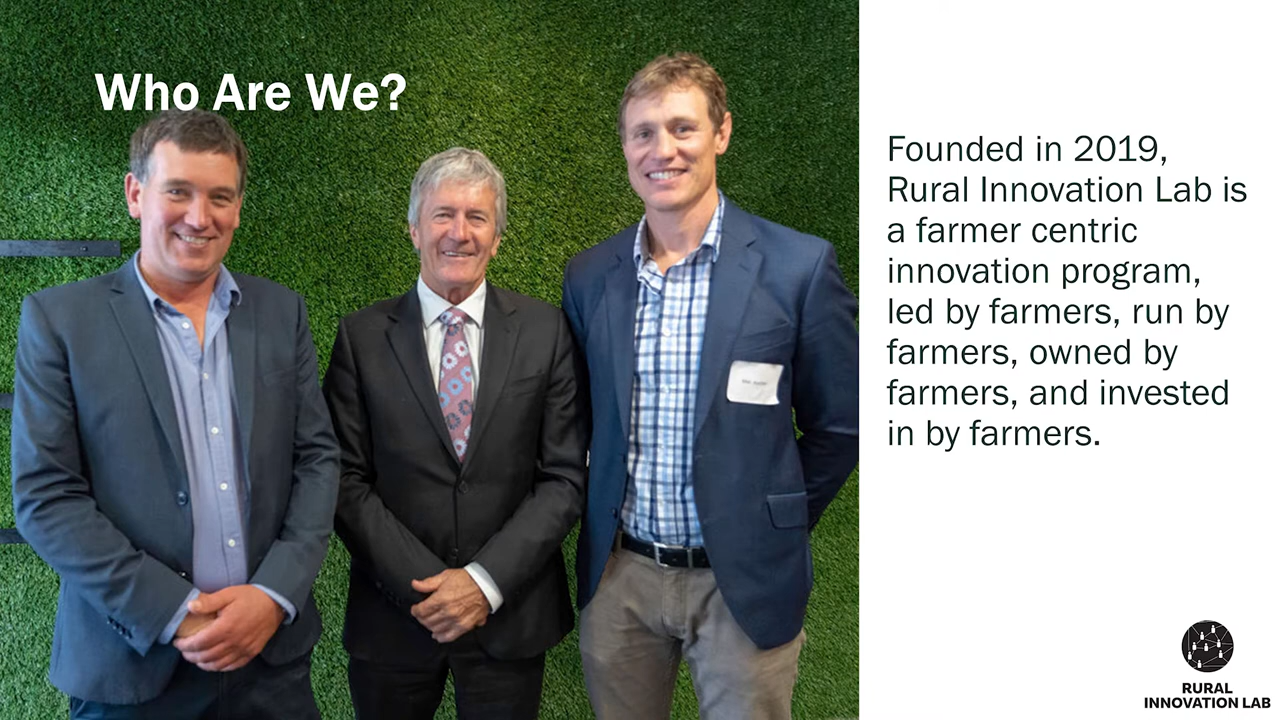 Who Are We?
Founded in 2019,
Rural Innovation Lab is
a farmer centric
innovation program,
led by farmers, run by
farmers, owned by
farmers, and invested
in by farmers.
RURAL
INNOVATION LAB